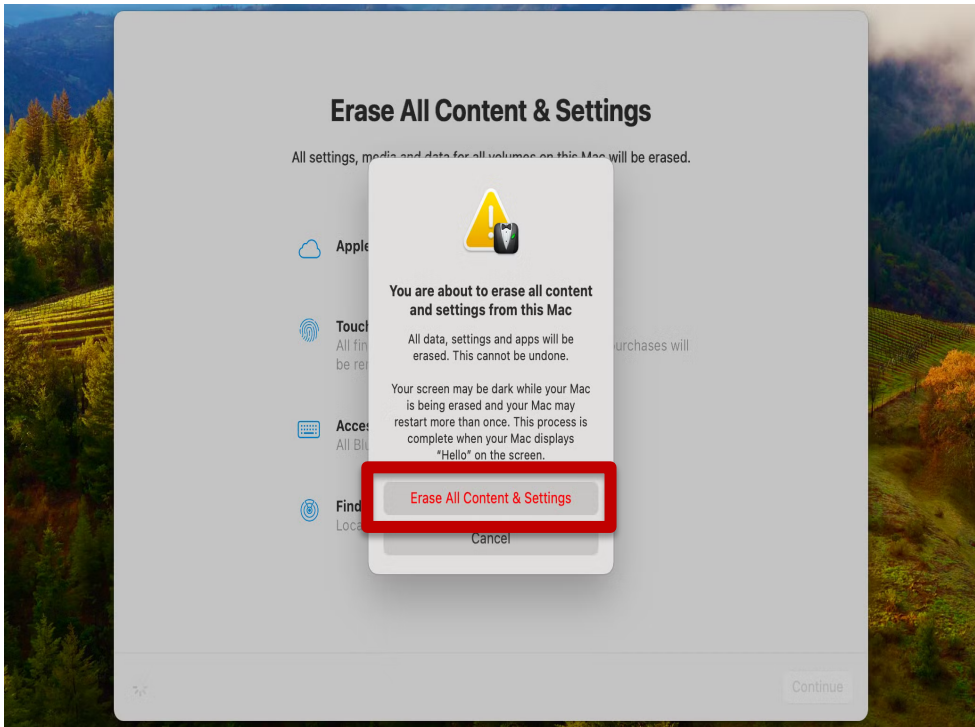 Erase All Content & Settings
All settings, media and data for all volumes on this Mac will be erased.
Apple
You are about to erase all content
and settings from this Mac
Touch
All data, settings and apps will be
All fin
urchases will
erased. This cannot be undone.
be re
Your screen may be dark while your Mac
is being erased and your Mac may
restart more than once. This process is
Acces
complete when your Mac displays
All Blu
"Hello" on the screen.
Erase All Content & Settings
Find
Loca
Cancel
Continue